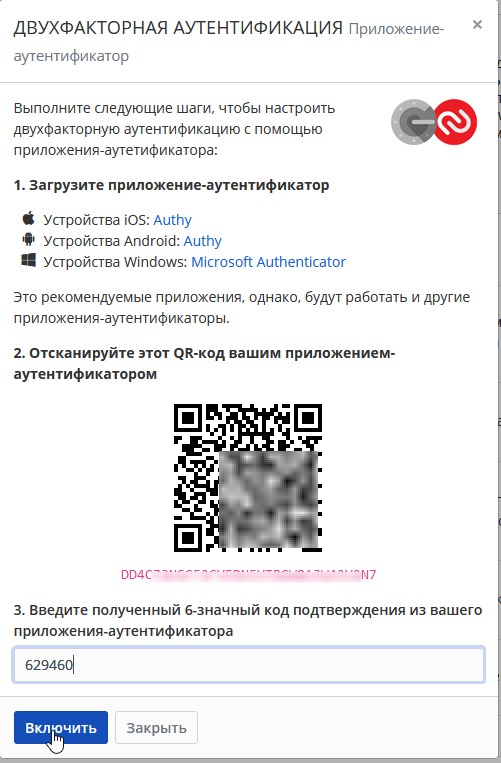 ДВУХФАКТОРНАЯ АУТЕНТИФИКАЦИЯ Приложение-
аутентификатор
×
Выполните следующие шаги, чтобы настроить
двухфакторную аутентификацию с помощью
приложения-аутетификатора:
1. Загрузите приложение-аутентификатор
Устройства iOS: Authy
Устройства Android: Authy
Устройства Windows: Microsoft Authenticator
Это рекомендуемые приложения, однако, будут работать и другие
приложения-аутентификаторы.
2. Отсканируйте этот QR-код вашим приложением-
аутентификатором
3. Введите полученный 6-значный код подтверждения из вашего
приложения-аутентификатора
629460
Включить
Закрыть